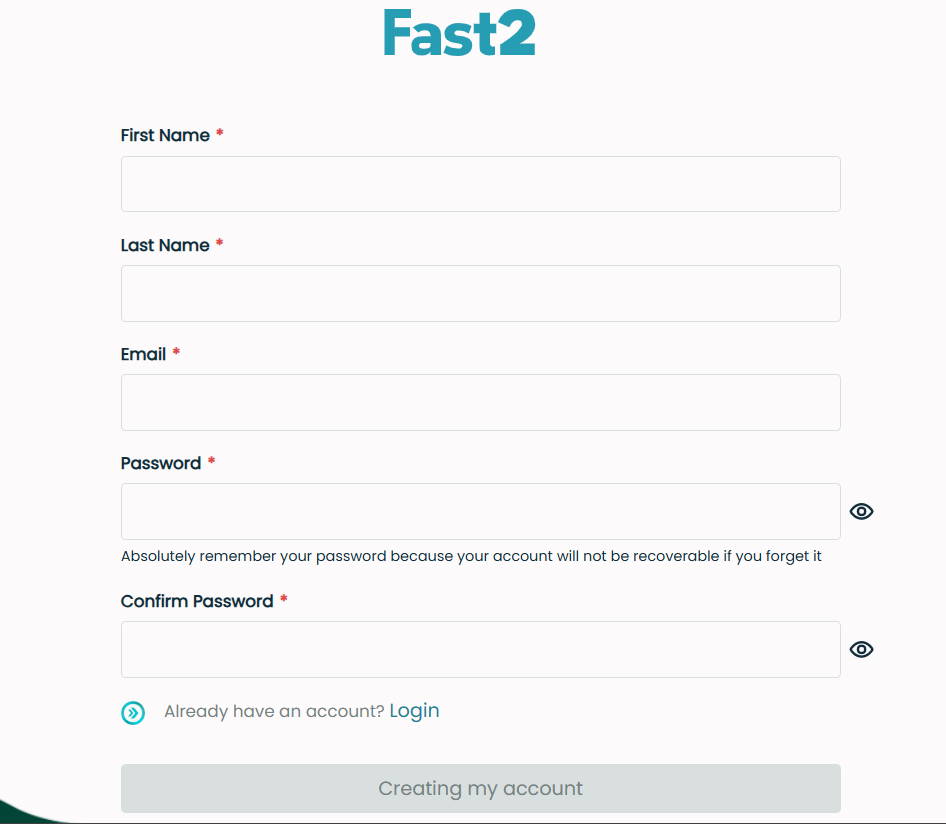 Fast2
First Name *
Last Name *
Email *
Password *
Absolutely remember your password because your account will not be recoverable if you forget it
Confirm Password *
Already have an account? Login
Creating my account